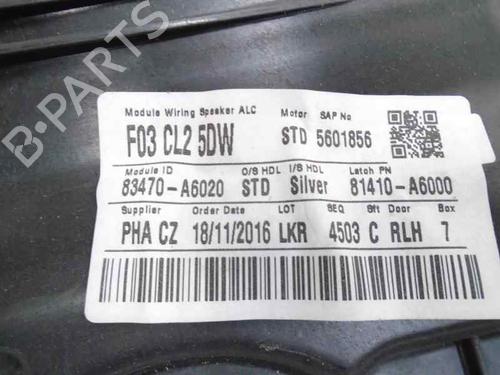 Module Wiring Speaker ALC Motor SAP No
F03 CL2 5DW STD 5601856
Module ID O/S HDL I/S HDL Latch PN
83470-A6020 STD Silver 81410-A6000
Supplier Order Date LOT SEQ Sft Door Box
PHA CZ 18/11/2016 LKR 4503 C RLH 7
B-PARTS